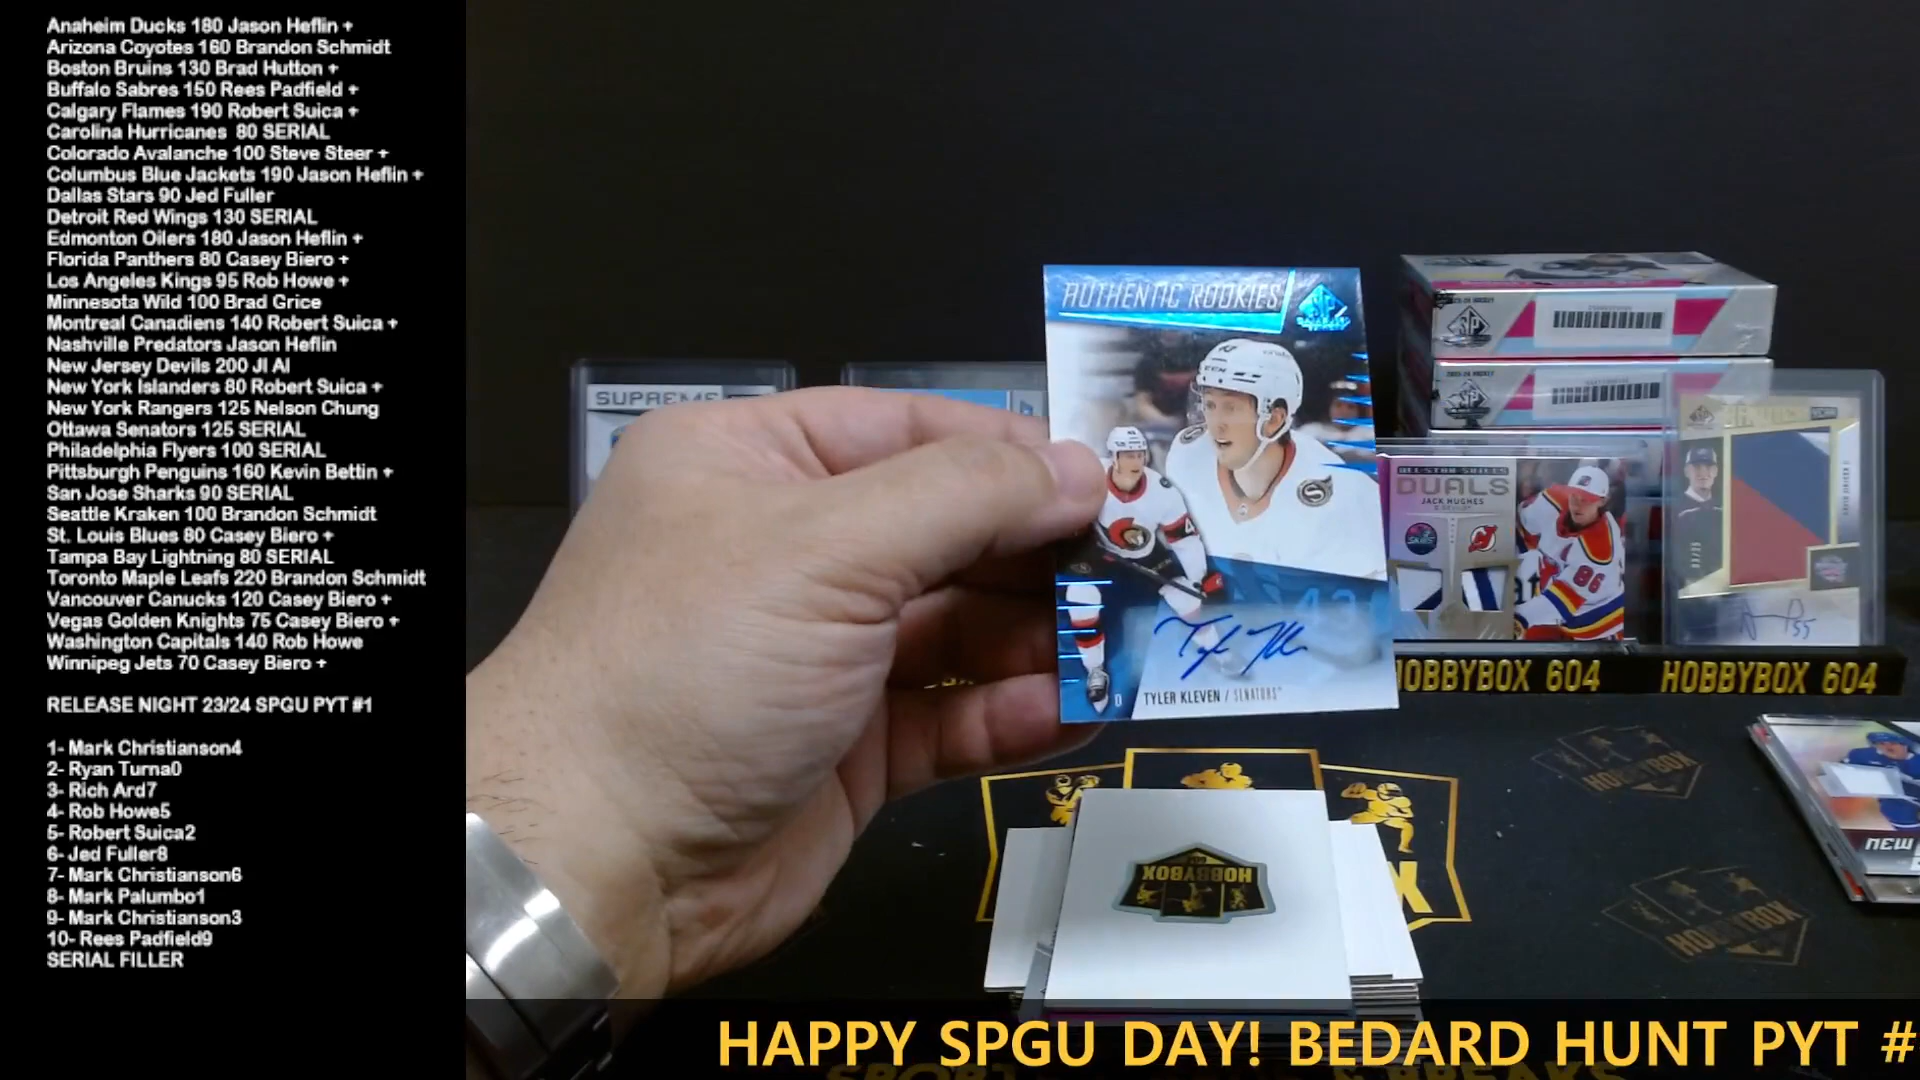 Anaheim Ducks 180 Jason Heflin +
Arizona Coyotes 160 Brandon Schmidt
Boston Bruins 130 Brad Hutton +
Buffalo Sabres 150 Rees Padfield +
Calgary Flames 190 Robert Suica +
Carolina Hurricanes 80 SERIAL
Colorado Avalanche 100 Steve Steer +
Columbus Blue Jackets 190 Jason Heflin +
Dallas Stars 90 Jed Fuller
Detroit Red Wings 130 SERIAL
Edmonton Oilers 180 Jason Heflin +
Florida Panthers 80 Casey Biero +
Los Angeles Kings 95 Rob Howe +
Minnesota Wild 100 Brad Grice
Montreal Canadiens 140 Robert Suica +
Nashville Predators Jason Heflin
New Jersey Devils 200 JI AI
New York Islanders 80 Robert Suica +
New York Rangers 125 Nelson Chung
Ottawa Senators 125 SERIAL
Philadelphia Flyers 100 SERIAL
Pittsburgh Penguins 160 Kevin Bettin +
San Jose Sharks 90 SERIAL
Seattle Kraken 100 Brandon Schmidt
St. Louis Blues 80 Casey Biero +
Tampa Bay Lightning 80 SERIAL
Toronto Maple Leafs 220 Brandon Schmidt
Vancouver Canucks 120 Casey Biero +
Vegas Golden Knights 75 Casey Biero +
Washington Capitals 140 Rob Howe
Winnipeg Jets 70 Casey Biero +
RELEASE NIGHT 23/24 SPGU PYT #1
1- Mark Christianson4
2- Ryan Turna0
3- Rich Ard7
4- Rob Howe5
5- Robert Suica2
6- Jed Fuller8
7- Mark Christianson6
8- Mark Palumbo1
9- Mark Christianson3
10- Rees Padfield9
SERIAL FILLER
AUTHENTIC ROOKIES
SP
TYLER KLEVEN / SENATORS
SUPREME
ALL-STAR SKILLS
DUALS
JACK HUGHES
86
HOBBYBOX 604
HOBBYBOX 604
HOBBYBOX
HOBBYBOX
HOBBYBOX
NEW
HAPPY SPGU DAY! BEDARD HUNT PYT #